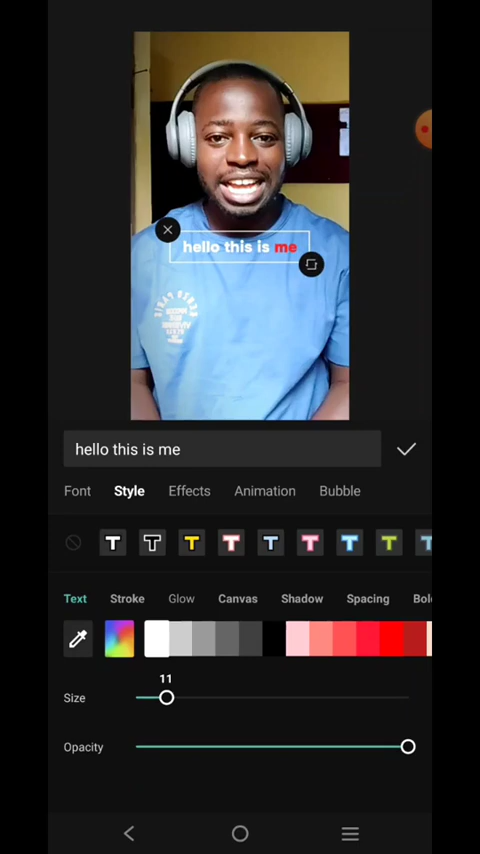 hello this is me
hello this is me
Font Style Effects Animation Bubble
T T T T T T T T T
Text Stroke Glow Canvas Shadow Spacing Bol
11
Size
Opacity